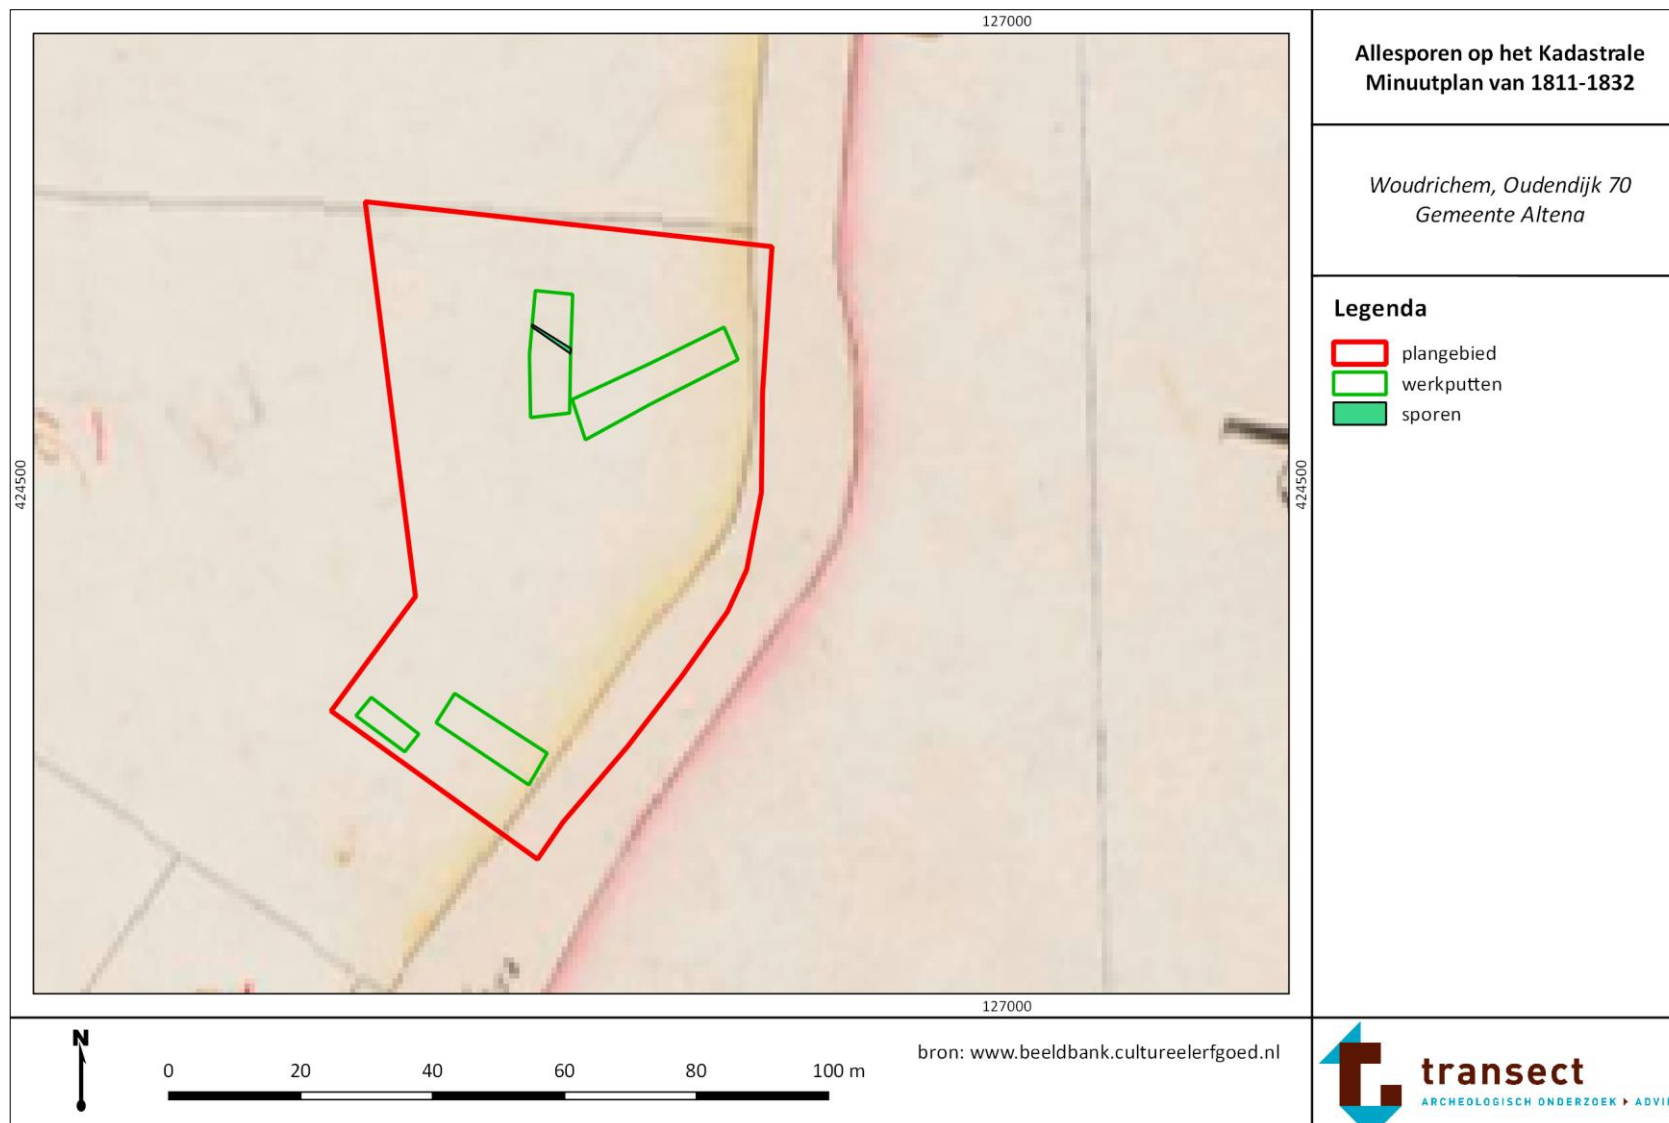 127000
Allesporen op het Kadastrale
Minuutplan van 1811-1832
Woudrichem, Oudendijk 70
Gemeente Altena
Legenda
plangebied
werkputten
sporen
424500
424500
127000
N
0 20 40 60 80 100 m
bron: www.beeldbank.cultureelerfgoed.nl
transect
ARCHEOLOGISCH ONDERZOEK ▸ ADVI